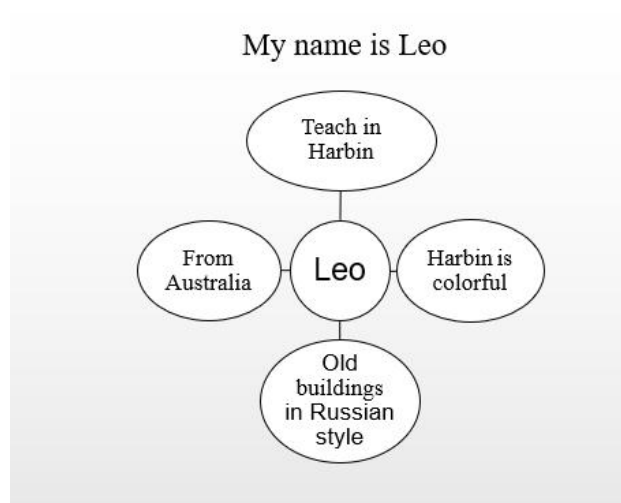 My name is Leo
Teach in
Harbin
From
Australia
Leo
Harbin is
colorful
Old
buildings
in Russian
style